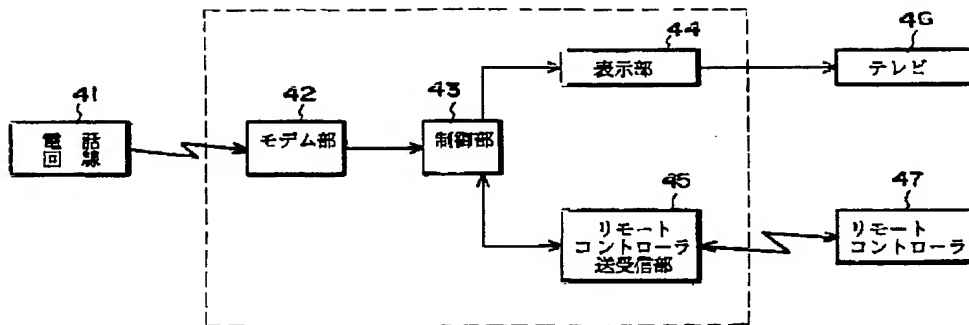 41
電話
回線
42
モデム部
43
制御部
44
表示部
46
テレビ
45
リモート
コントローラ
送受信部
47
リモート
コントローラ